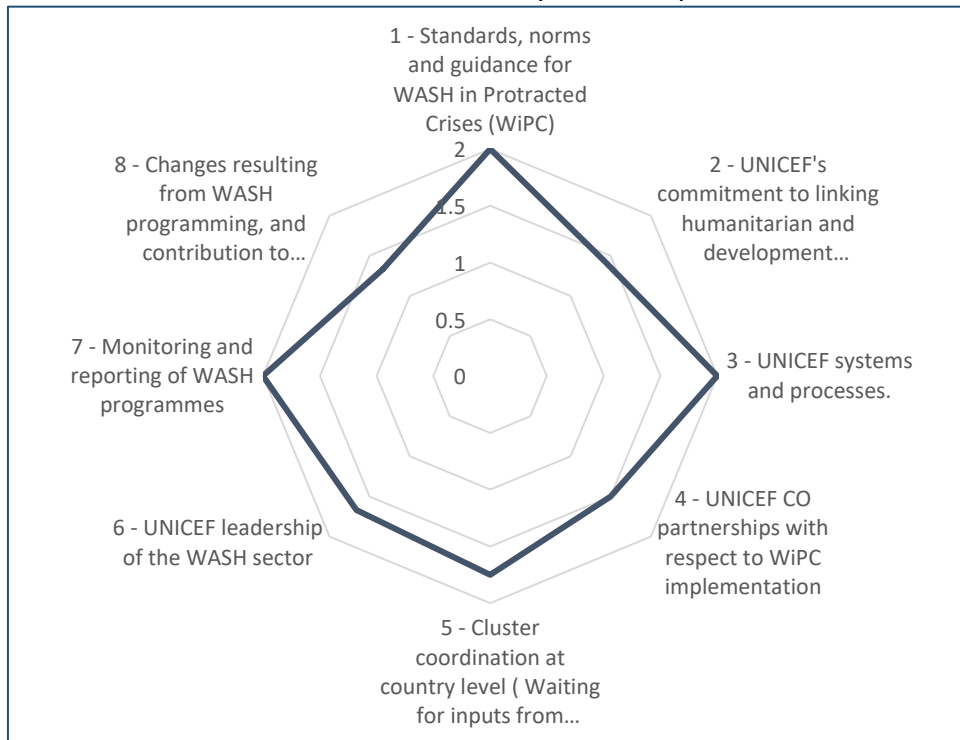 1 - Standards, norms
and guidance for
WASH in Protracted
Crises (WiPC)
2
1.5
1
0.5
0
2 - UNICEF's
commitment to linking
humanitarian and
development...
3 - UNICEF systems
and processes.
4 - UNICEF CO
partnerships with
respect to WiPC
implementation
5 - Cluster
coordination at
country level ( Waiting
for inputs from...
6 - UNICEF leadership
of the WASH sector
7 - Monitoring and
reporting of WASH
programmes
8 - Changes resulting
from WASH
programming, and
contribution to...